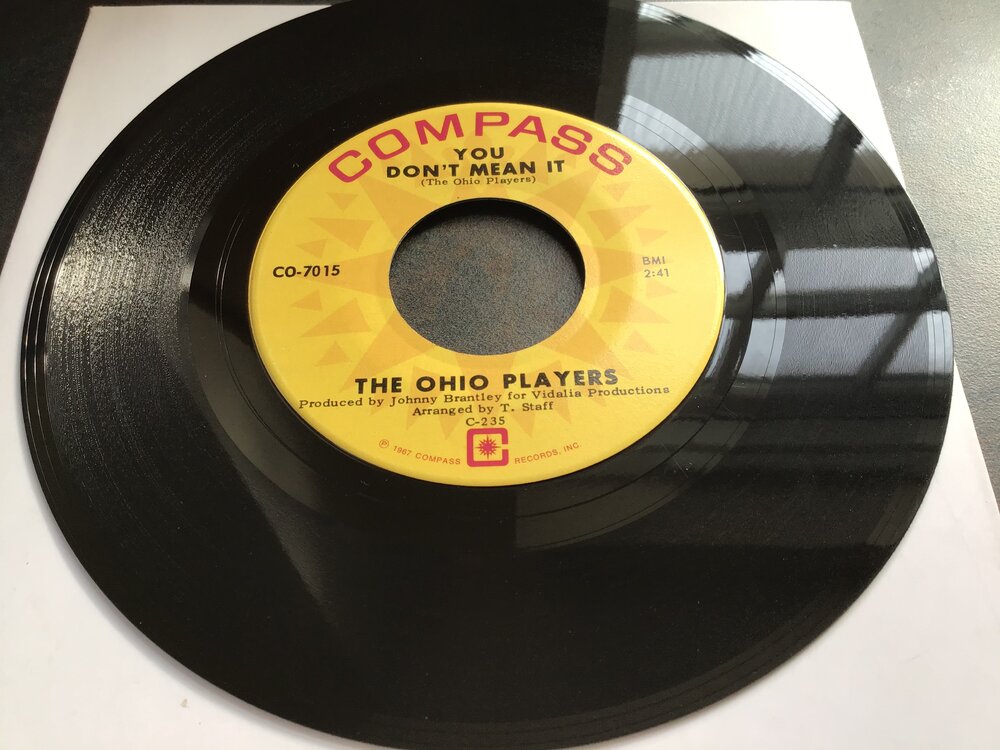 COMPASS
YOU
DON'T MEAN IT
(The Ohio Players)
CO-7015
BMI
2:41
THE OHIO PLAYERS
Produced by Johnny Brantley for Vidalia Productions
Arranged by T. Staff
C-235
℗ 1967 COMPASS C RECORDS, INC.